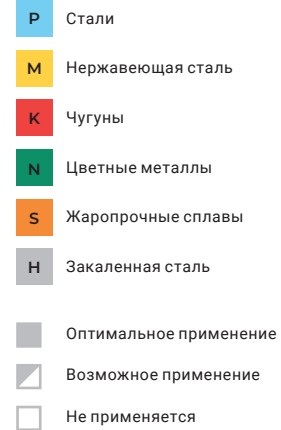 P Стали
M Нержавеющая сталь
K Чугуны
N Цветные металлы
S Жаропрочные сплавы
H Закаленная сталь
Оптимальное применение
Возможное применение
Не применяется